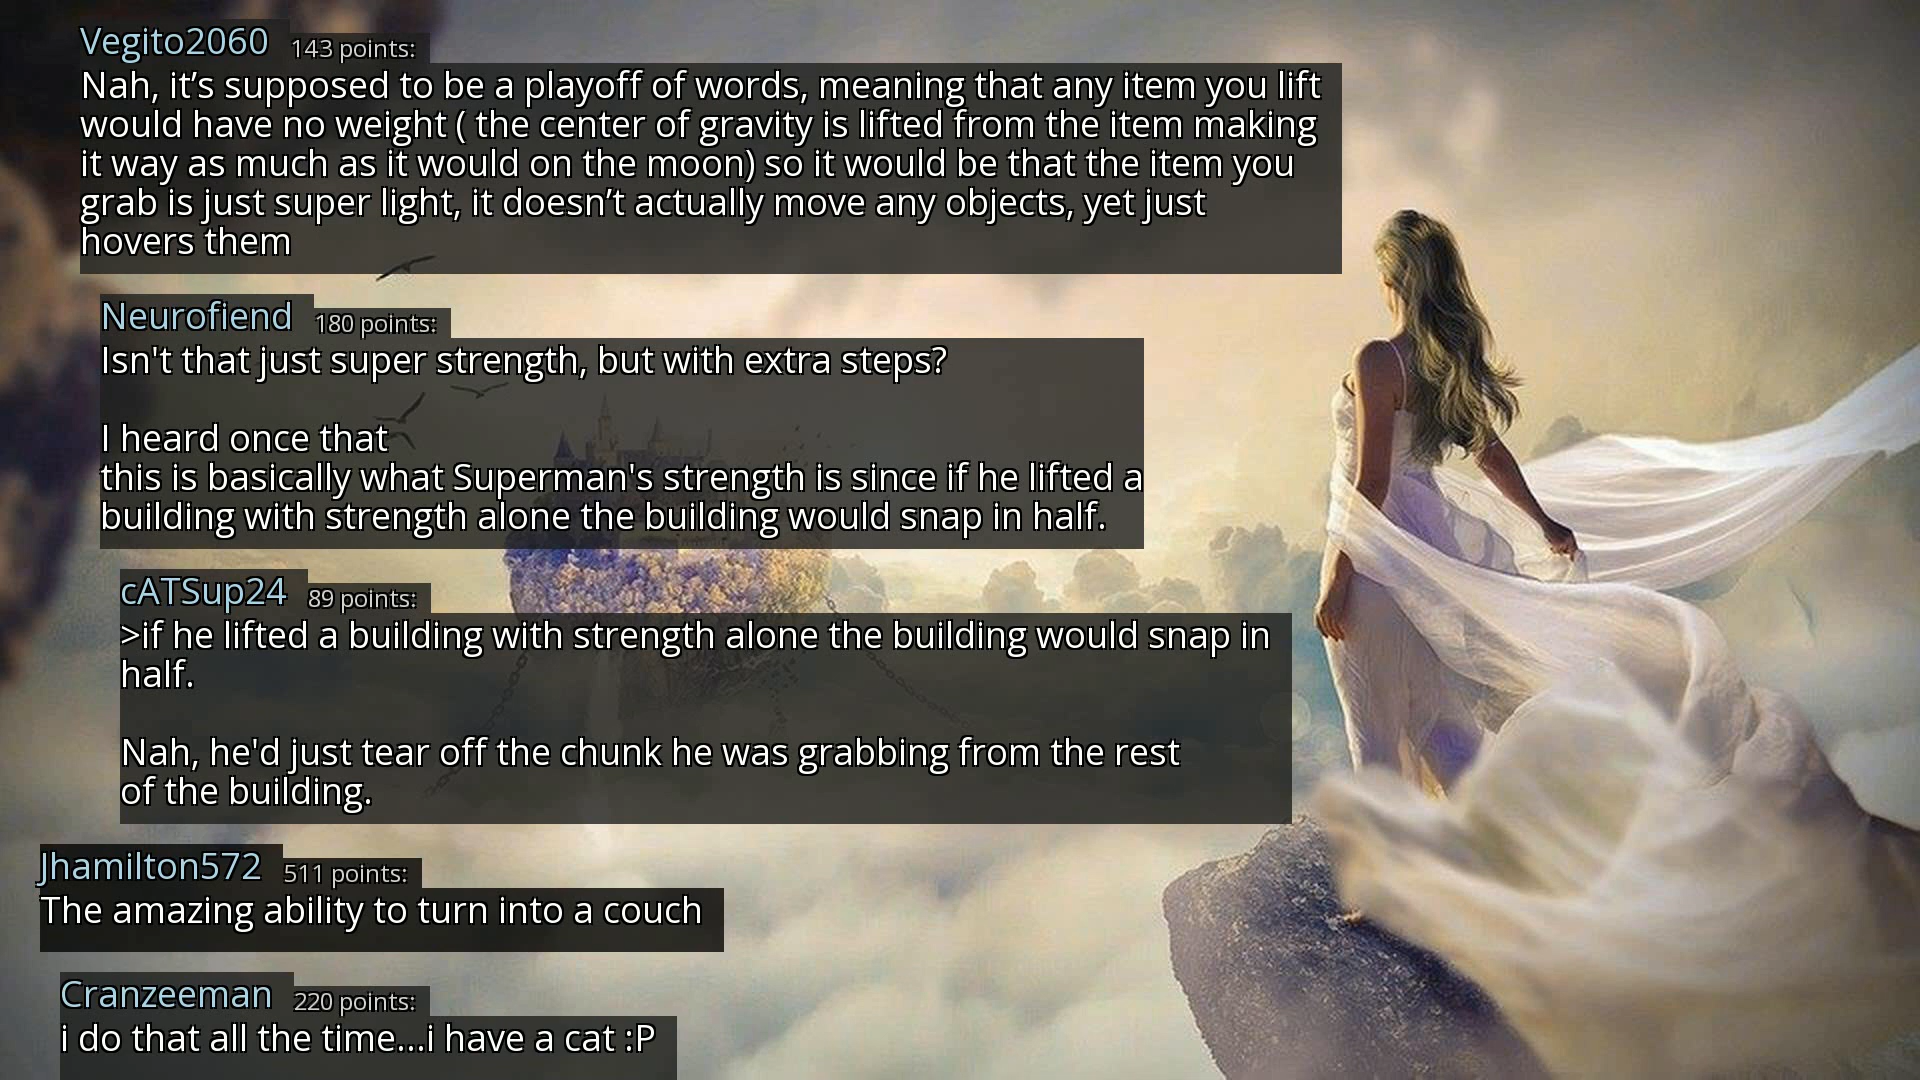 Vegito2060 143 points:
Nah, it’s supposed to be a playoff of words, meaning that any item you lift
would have no weight ( the center of gravity is lifted from the item making
it way as much as it would on the moon) so it would be that the item you
grab is just super light, it doesn’t actually move any objects, yet just
hovers them
Neurofiend 180 points:
Isn't that just super strength, but with extra steps?
I heard once that
this is basically what Superman's strength is since if he lifted a
building with strength alone the building would snap in half.
cATSup24 89 points:
>if he lifted a building with strength alone the building would snap in
half.
Nah, he'd just tear off the chunk he was grabbing from the rest
of the building.
Jhamilton572 511 points:
The amazing ability to turn into a couch
Cranzeeman 220 points:
i do that all the time...i have a cat :P